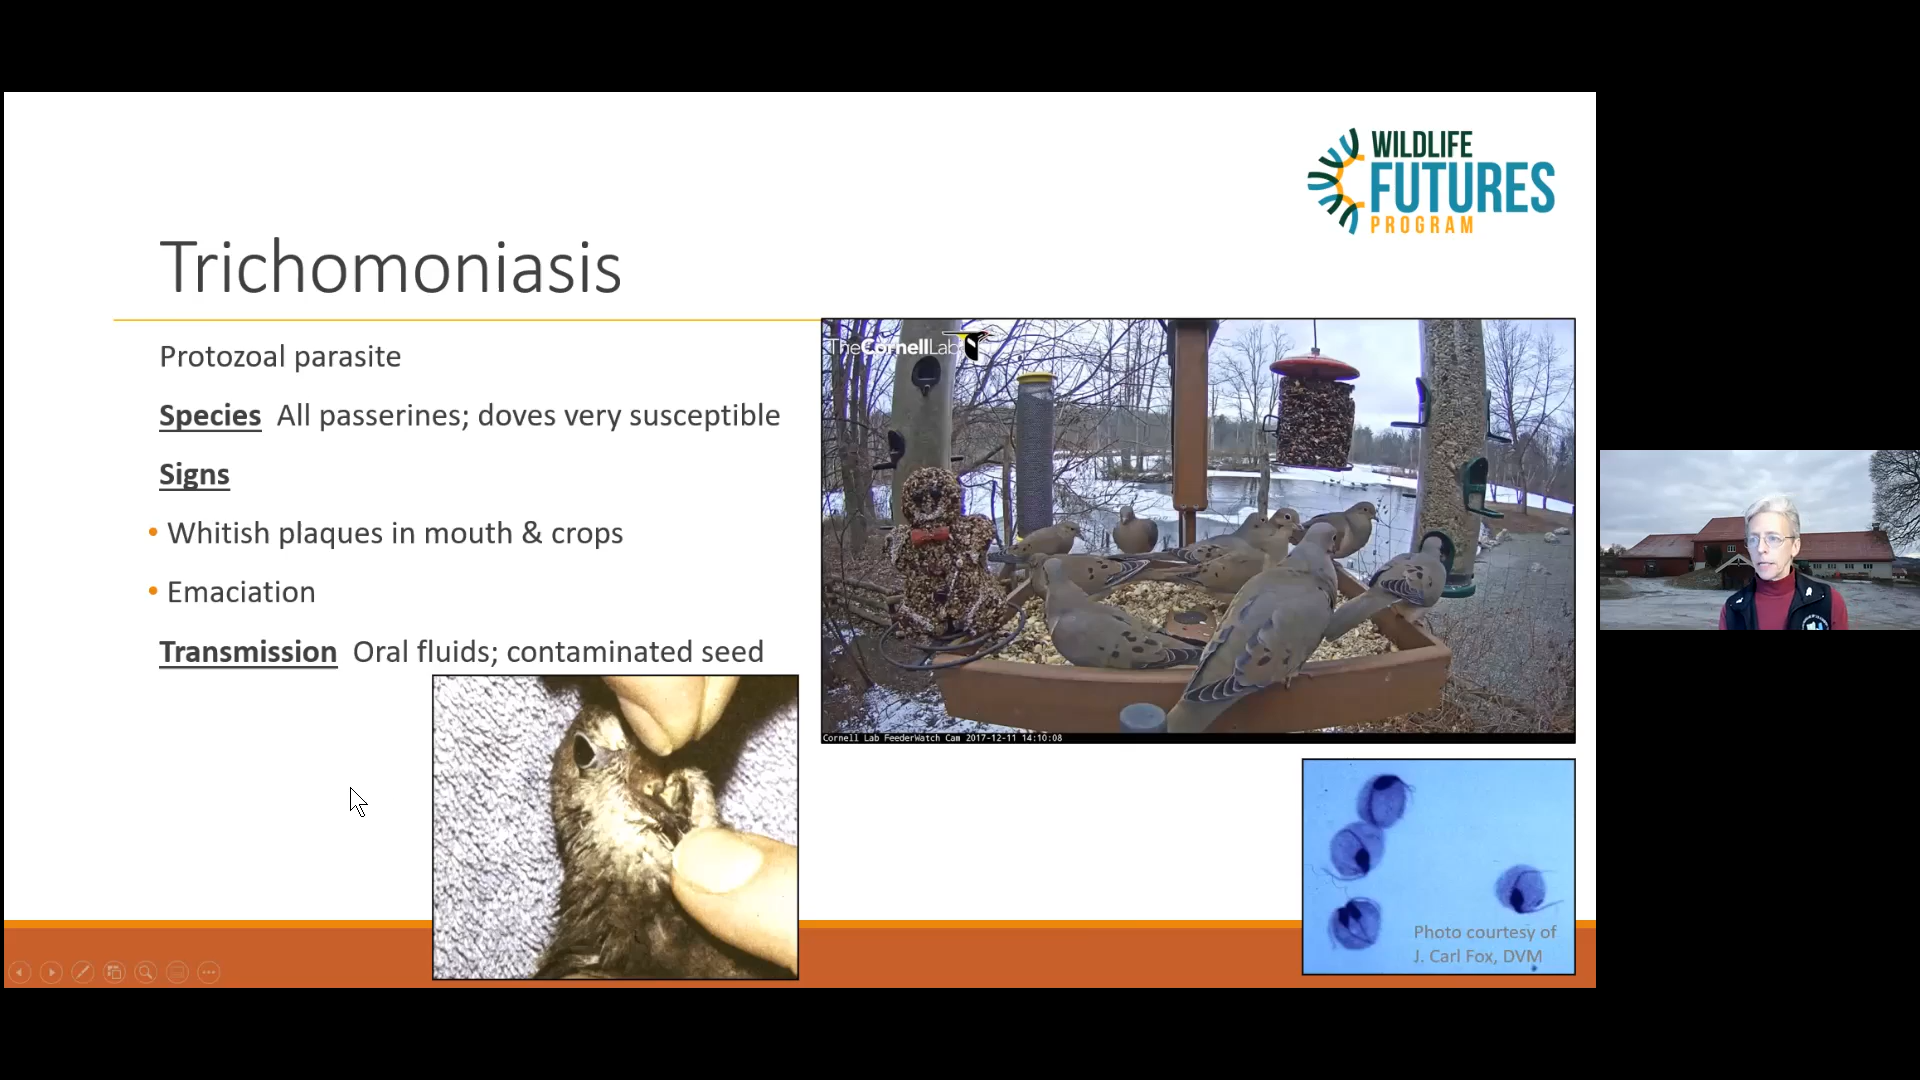 WILDLIFE
FUTURES
PROGRAM
Trichomoniasis
Protozoal parasite
Species All passerines; doves very susceptible
Signs
• Whitish plaques in mouth & crops
• Emaciation
Transmission Oral fluids; contaminated seed
TheCornellLab
Cornell Lab FeederWatch Cam 2017-12-11 14:10:08
Photo courtesy of
J. Carl Fox, DVM